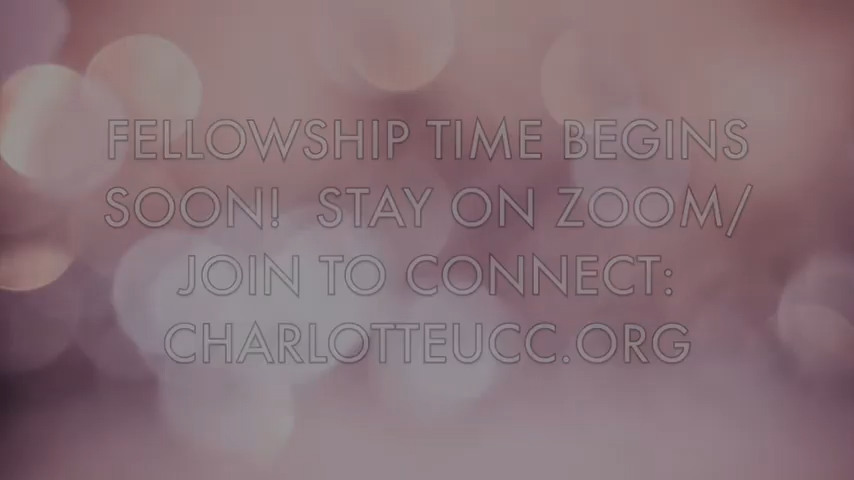 FELLOWSHIP TIME BEGINS
SOON!  STAY ON ZOOM/
JOIN TO CONNECT:
CHARLOTTEUCC.ORG